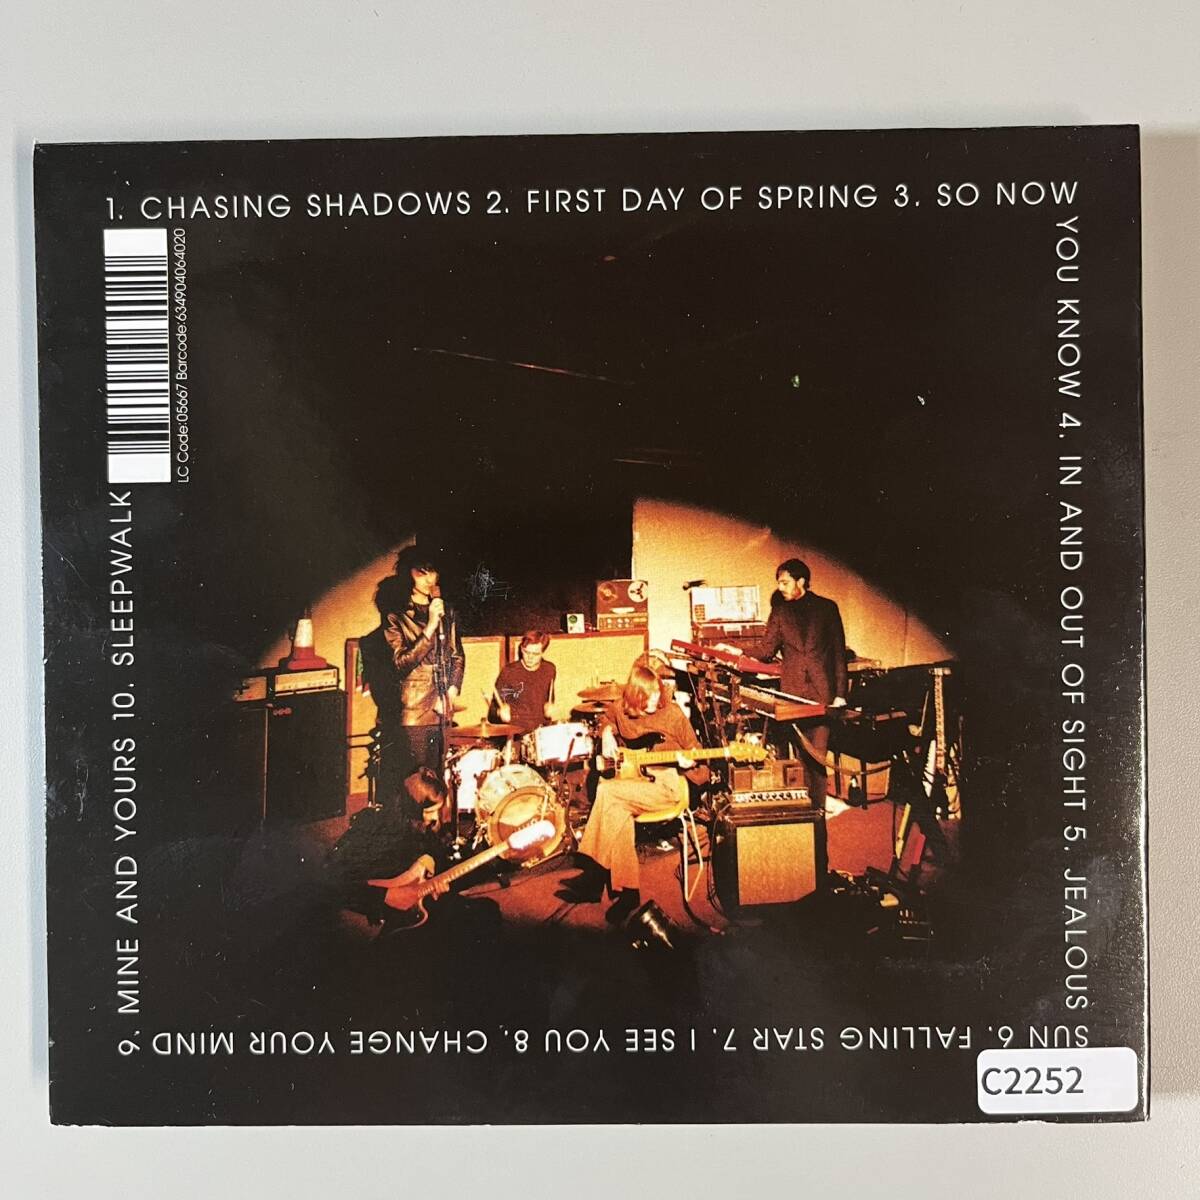 1. CHASING SHADOWS 2. FIRST DAY OF SPRING 3. SO NOW
YOU KNOW 4. IN AND OUT OF SIGHT 5. JEALOUS
SUN 6. FALLING STAR 7. I SEE YOU 8. CHANGE YOUR MIND
9. MINE AND YOURS 10. SLEEPWALK
LC Code:05667 Barcode:634904064020
C2252